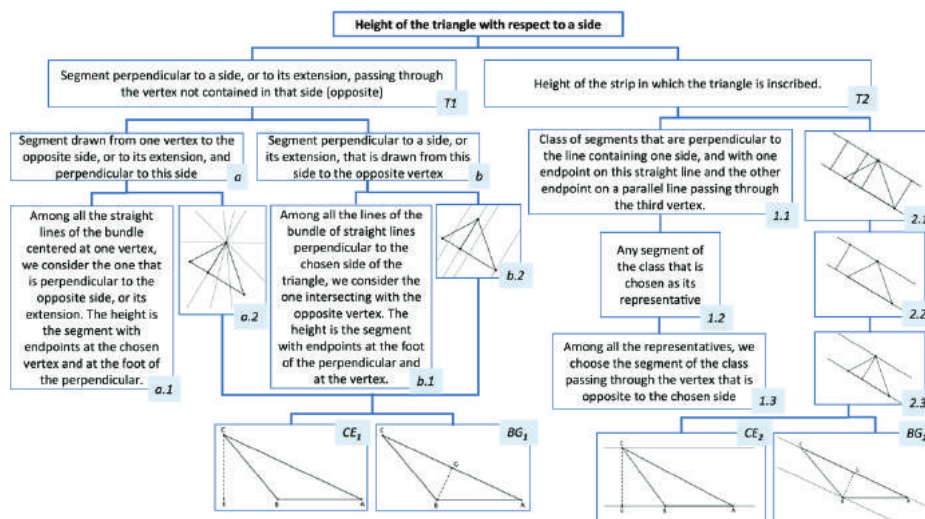 Height of the triangle with respect to a side
Segment perpendicular to a side, or to its extension, passing through
the vertex not contained in that side (opposite)
T1
Height of the strip in which the triangle is inscribed.
T2
Segment drawn from one vertex to the
opposite side, or to its extension, and
perpendicular to this side
a
Segment perpendicular to a side, or
its extension, that is drawn from this
side to the opposite vertex
b
Class of segments that are perpendicular to
the line containing one side, and with one
endpoint on this straight line and the other
endpoint on a parallel line passing through
the third vertex.
1.1
2.1
Among all the straight
lines of the bundle
centered at one vertex,
we consider the one that
is perpendicular to the
opposite side, or its
extension. The height is
the segment with
endpoints at the chosen
vertex and at the foot of
the perpendicular.
a.1
a.2
Among all the lines of the
bundle of straight lines
perpendicular to the
chosen side of the
triangle, we consider the
one intersecting with the
opposite vertex. The
height is the segment
with endpoints at the foot
of the perpendicular and
at the vertex.
b.1
b.2
Any segment of
the class that is
chosen as its
representative
1.2
2.2
Among all the representatives, we
choose the segment of the class
passing through the vertex that is
opposite to the chosen side
1.3
2.3
CE1
C
B
A
BG1
C
G
B
A
CE2
C
B
A
BG2
B
A